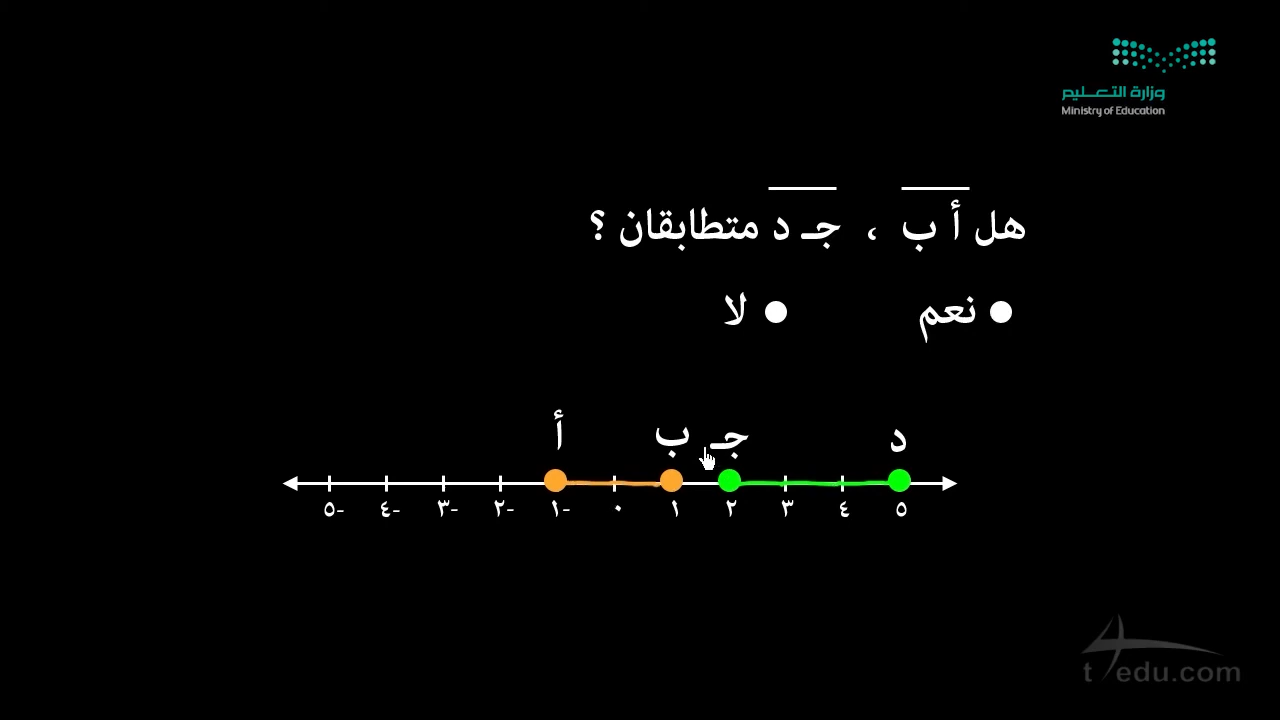 وزارة التعليم
Ministry of Education
هل أ ب ، جـ د متطابقان ؟
• نعم • لا
أ ب جـ د
-٥ -٤ -٣ -٢ -١ ٠ ١ ٢ ٣ ٤ ٥
t4edu.com